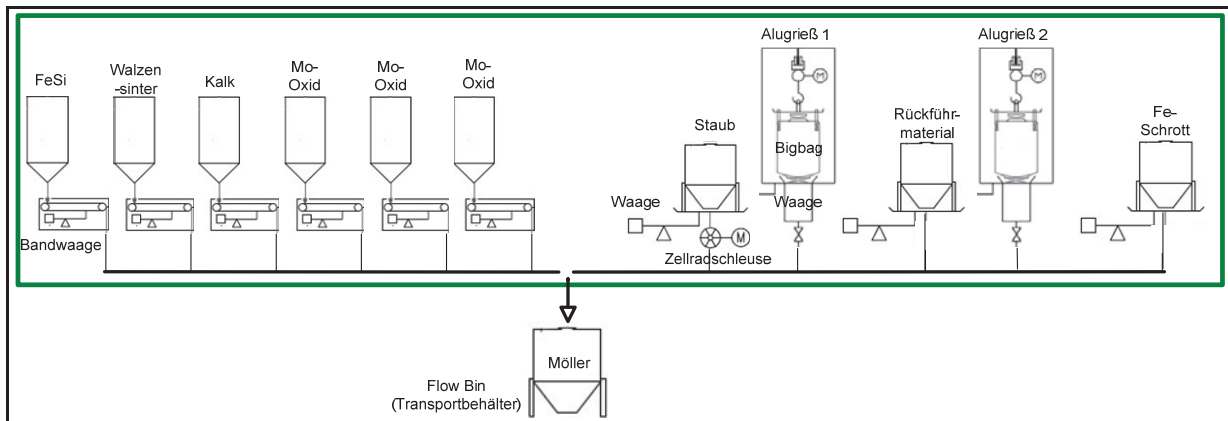 FeSi
Walzen
-sinter
Kalk
Mo-
Oxid
Mo-
Oxid
Mo-
Oxid
Staub
Alugrieß 1
Bigbag
Rückführ-
material
Alugrieß 2
Fe-
Schrott
M
M
Waage
Waage
Bandwaage
M
Zellradschleuse
Möller
Flow Bin
(Transportbehälter)